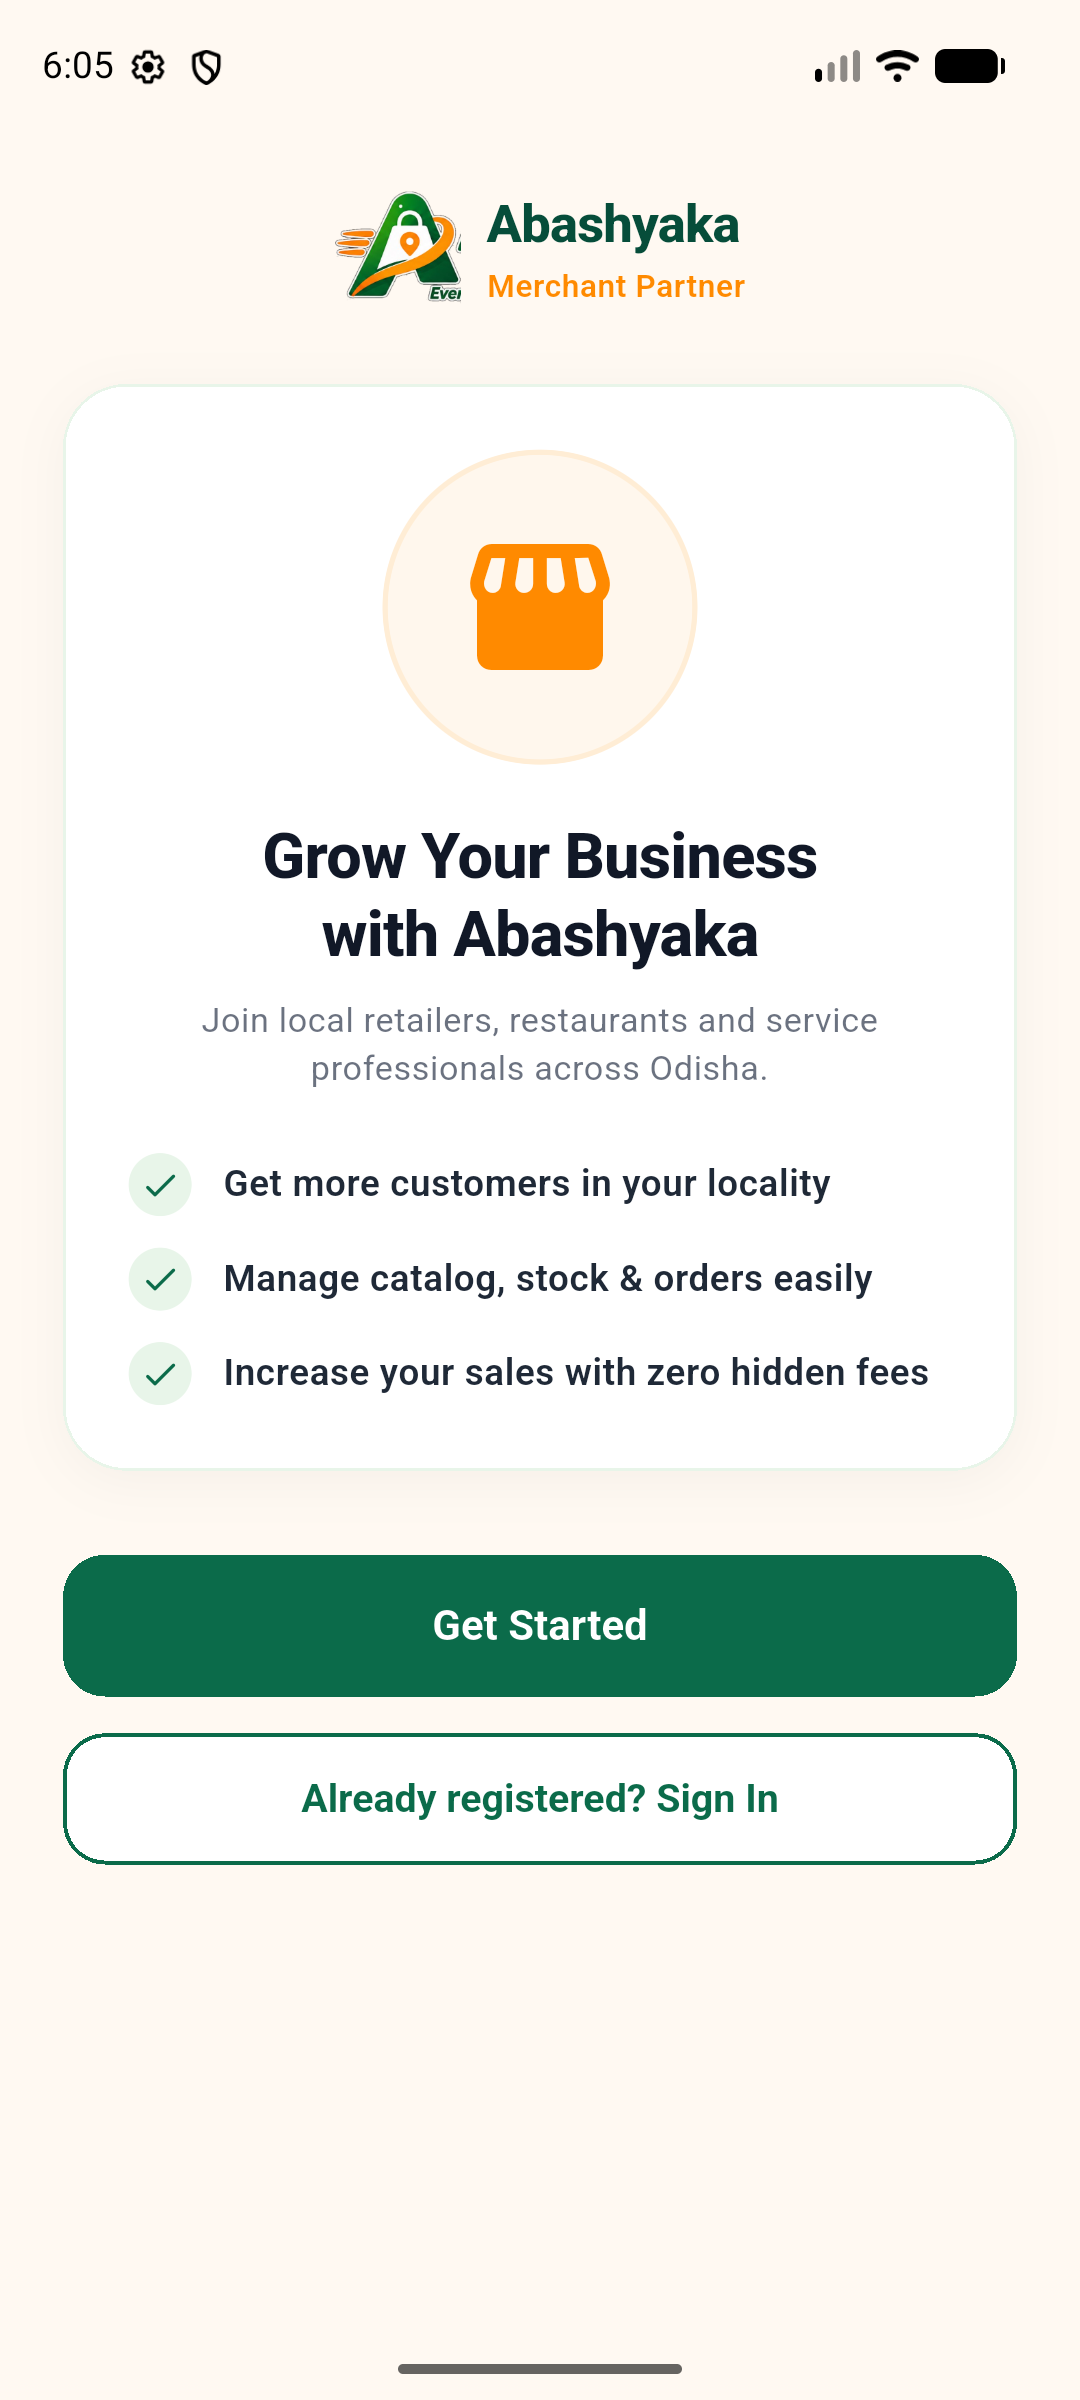 6:05
Abashyaka
Merchant Partner
Ever
Grow Your Business
with Abashyaka
Join local retailers, restaurants and service
professionals across Odisha.
Get more customers in your locality
Manage catalog, stock & orders easily
Increase your sales with zero hidden fees
Get Started
Already registered? Sign In